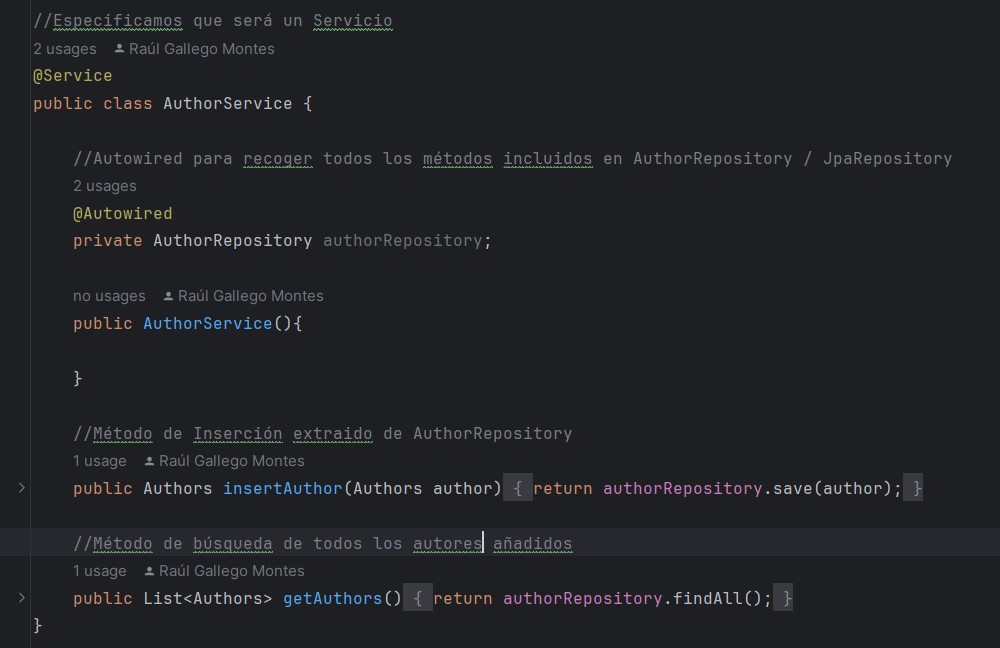 //Especificamos que será un Servicio
2 usages Raúl Gallego Montes
@Service
public class AuthorService {
//Autowired para recoger todos los métodos incluidos en AuthorRepository / JpaRepository
2 usages
@Autowired
private AuthorRepository authorRepository;
no usages Raúl Gallego Montes
public AuthorService(){
}
//Método de Inserción extraido de AuthorRepository
1 usage Raúl Gallego Montes
public Authors insertAuthor(Authors author) { return authorRepository.save(author); }
//Método de búsqueda de todos los autores añadidos
1 usage Raúl Gallego Montes
public List<Authors> getAuthors() { return authorRepository.findAll(); }
}